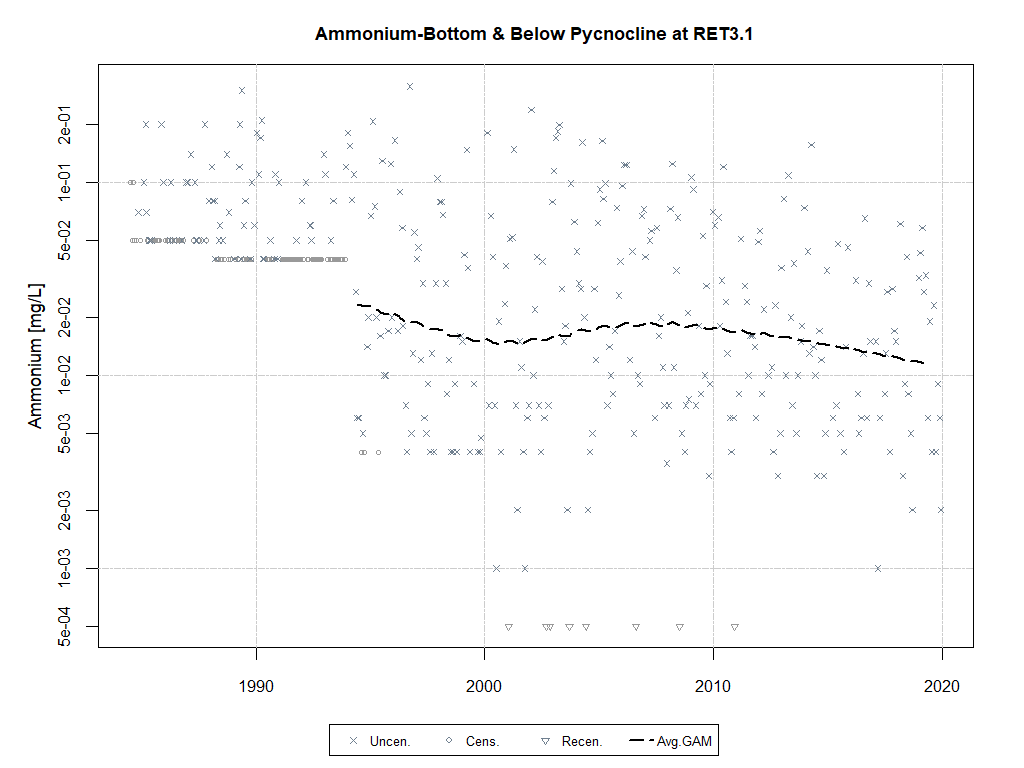 Ammonium-Bottom & Below Pycnocline at RET3.1
Ammonium [mg/L]
2e-01
1e-01
5e-02
2e-02
1e-02
5e-03
2e-03
1e-03
5e-04
1990 2000 2010 2020
Uncen. Cens. Recen. Avg.GAM